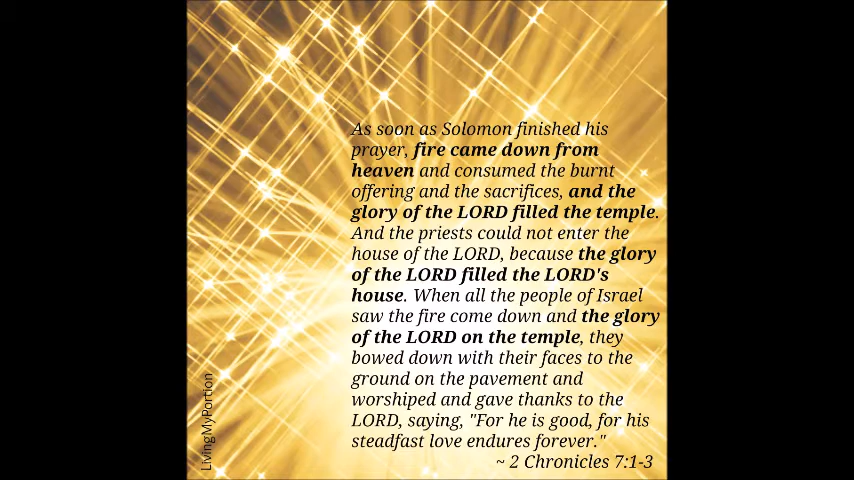 As soon as Solomon finished his
prayer, fire came down from
heaven and consumed the burnt
offering and the sacrifices, and the
glory of the LORD filled the temple.
And the priests could not enter the
house of the LORD, because the glory
of the LORD filled the LORD's
house. When all the people of Israel
saw the fire come down and the glory
of the LORD on the temple, they
bowed down with their faces to the
ground on the pavement and
worshiped and gave thanks to the
LORD, saying, "For he is good, for his
steadfast love endures forever."
~ 2 Chronicles 7:1-3
LivingMyPortion